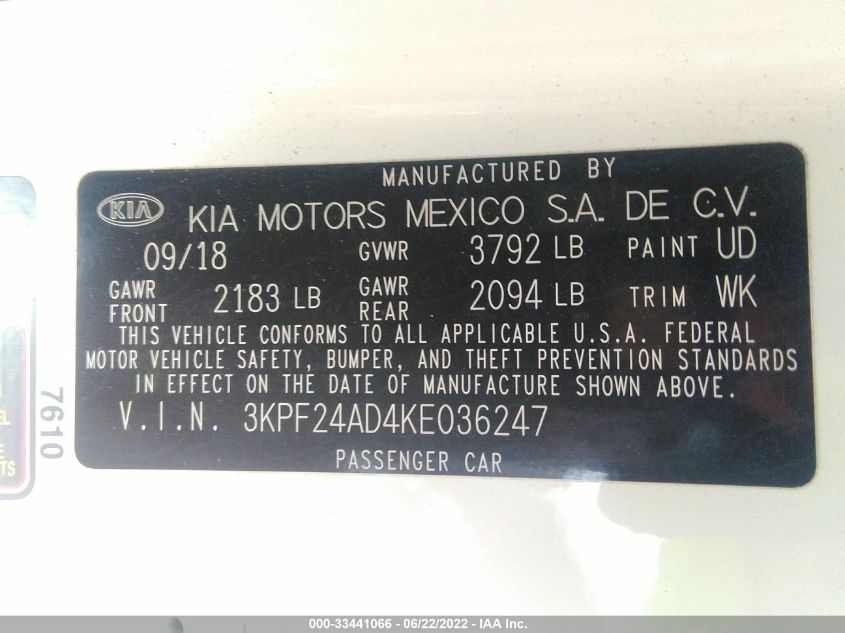 MANUFACTURED BY
KIA KIA MOTORS MEXICO S.A. DE C.V.
09/18 GVWR 3792 LB PAINT UD
GAWR FRONT 2183 LB GAWR REAR 2094 LB TRIM WK
THIS VEHICLE CONFORMS TO ALL APPLICABLE U.S.A. FEDERAL
MOTOR VEHICLE SAFETY, BUMPER, AND THEFT PREVENTION STANDARDS
IN EFFECT ON THE DATE OF MANUFACTURE SHOWN ABOVE.
V.I.N. 3KPF24AD4KE036247
PASSENGER CAR
7610
EL
E
TS
000-33441066 - 06/22/2022 - IAA Inc.